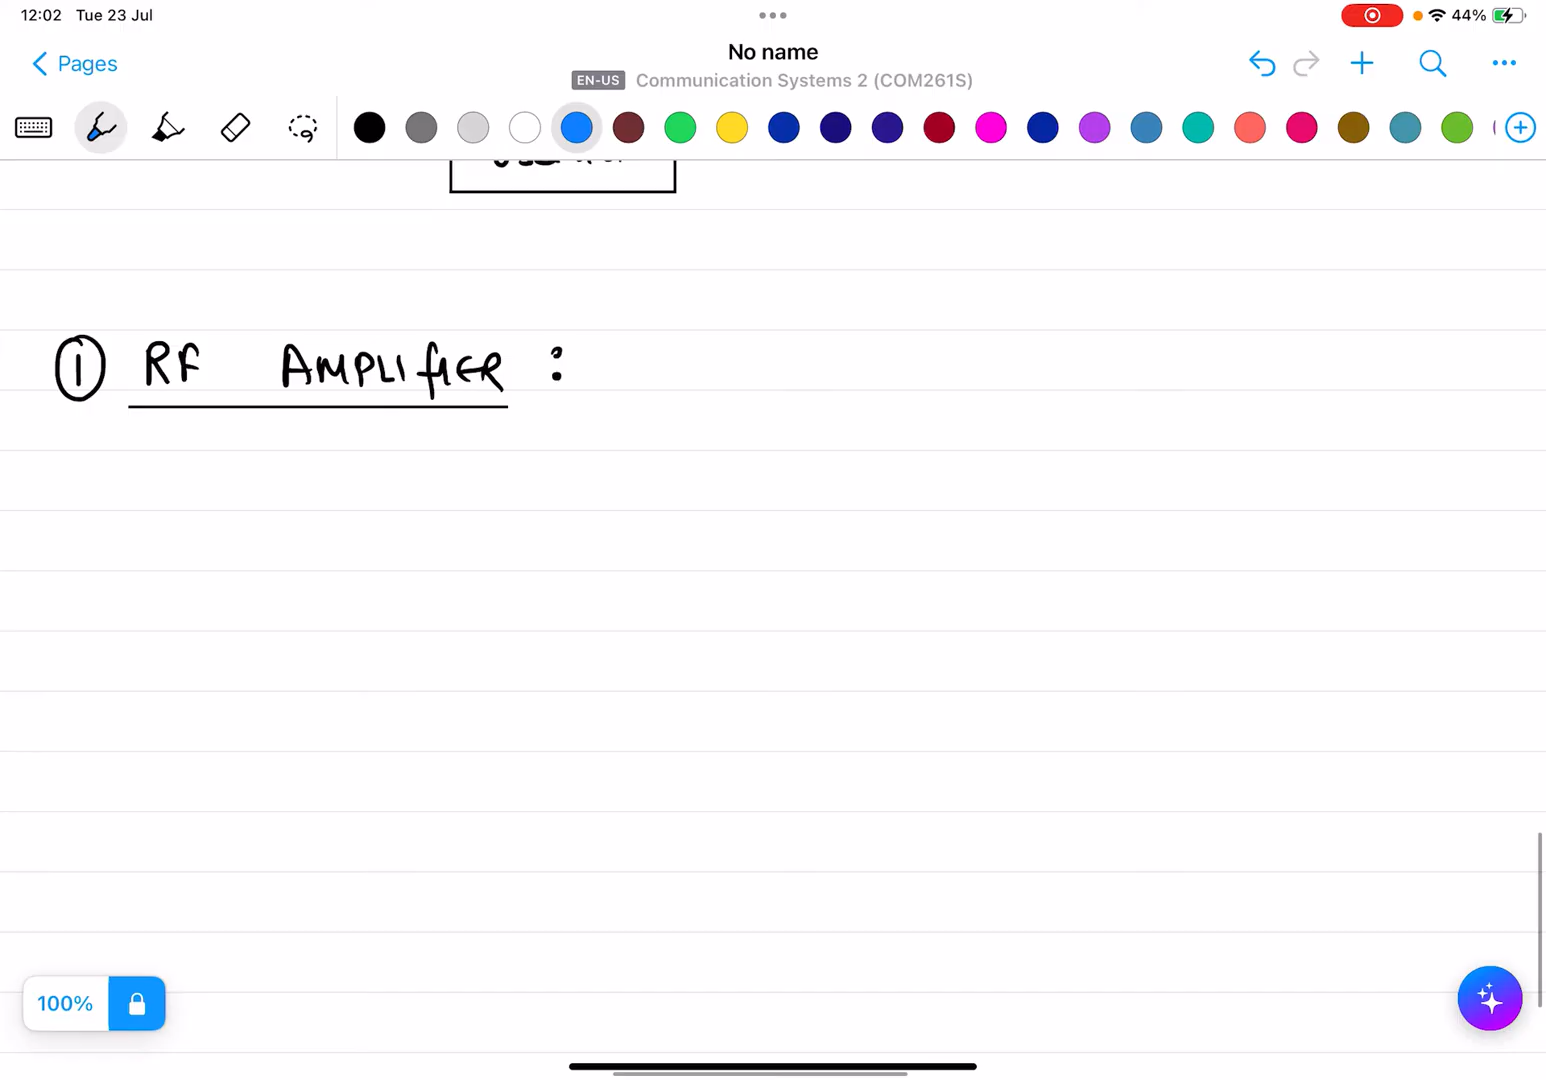 12:02 Tue 23 Jul 44%
No name
Pages
EN-US Communication Systems 2 (COM261S)
① RF AMPLIFIER :
100%